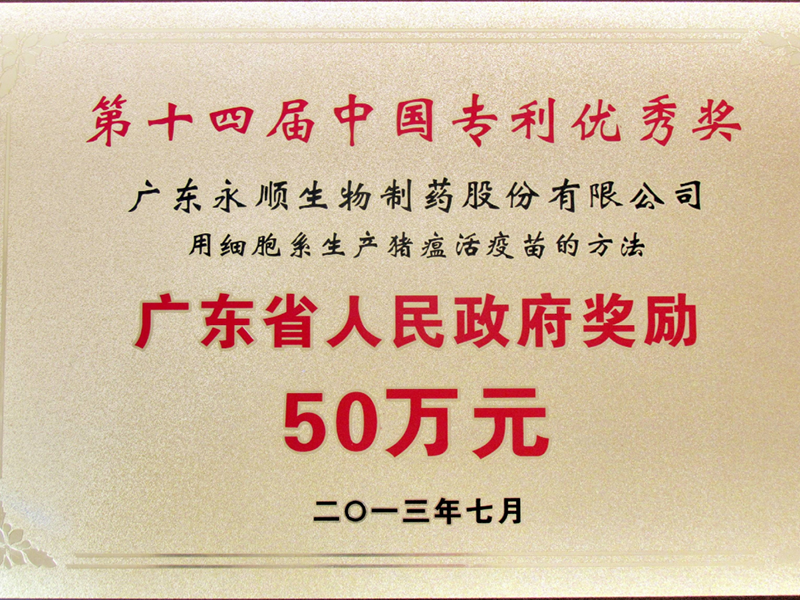 第十四届中国专利优秀奖
广东永顺生物制药股份有限公司
用细胞系生产猪瘟活疫苗的方法
广东省人民政府奖励
50万元
二〇一三年七月